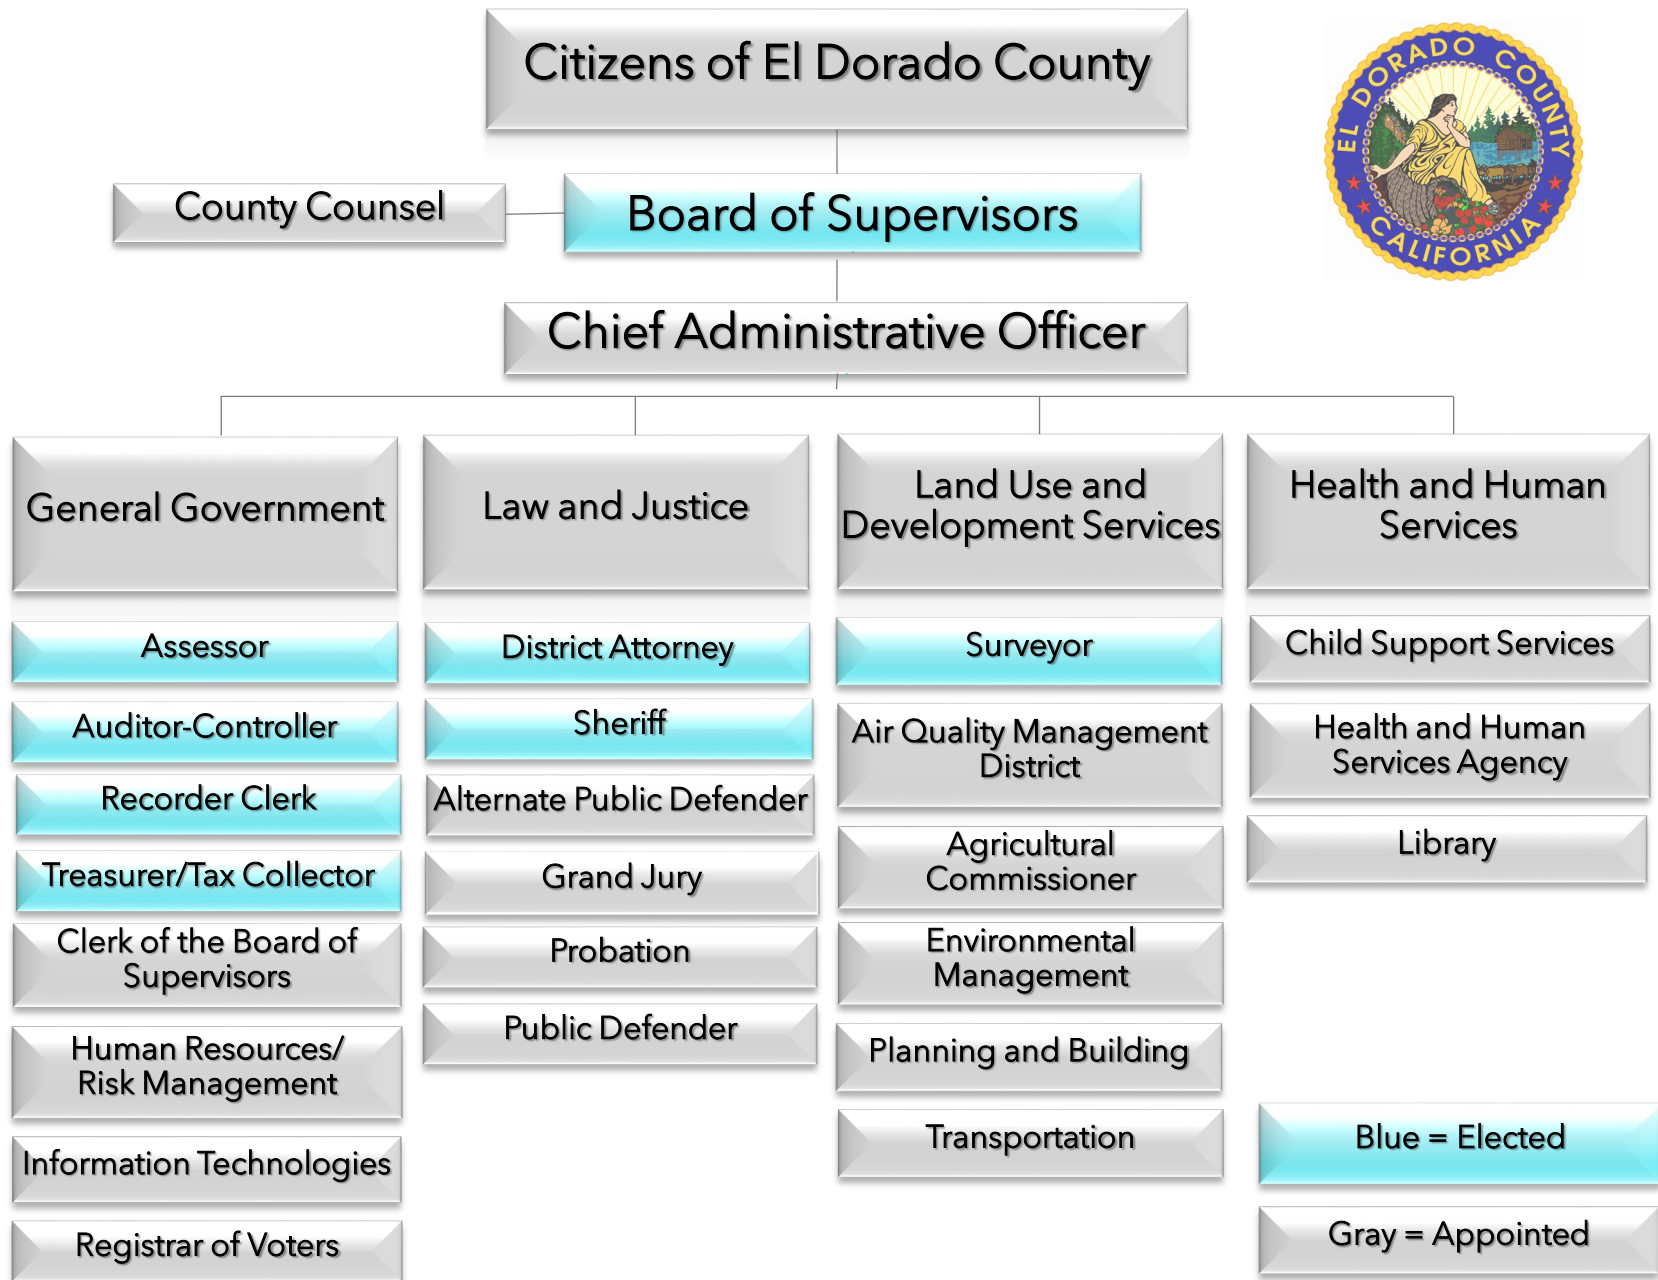 Citizens of El Dorado County
EL DORADO COUNTY
CALIFORNIA
County Counsel
Board of Supervisors
Chief Administrative Officer
General Government
Assessor
Auditor-Controller
Recorder Clerk
Treasurer/Tax Collector
Clerk of the Board of
Supervisors
Human Resources/
Risk Management
Information Technologies
Registrar of Voters
Law and Justice
District Attorney
Sheriff
Alternate Public Defender
Grand Jury
Probation
Public Defender
Land Use and
Development Services
Surveyor
Air Quality Management
District
Agricultural
Commissioner
Environmental
Management
Planning and Building
Transportation
Health and Human
Services
Child Support Services
Health and Human
Services Agency
Library
Blue = Elected
Gray = Appointed